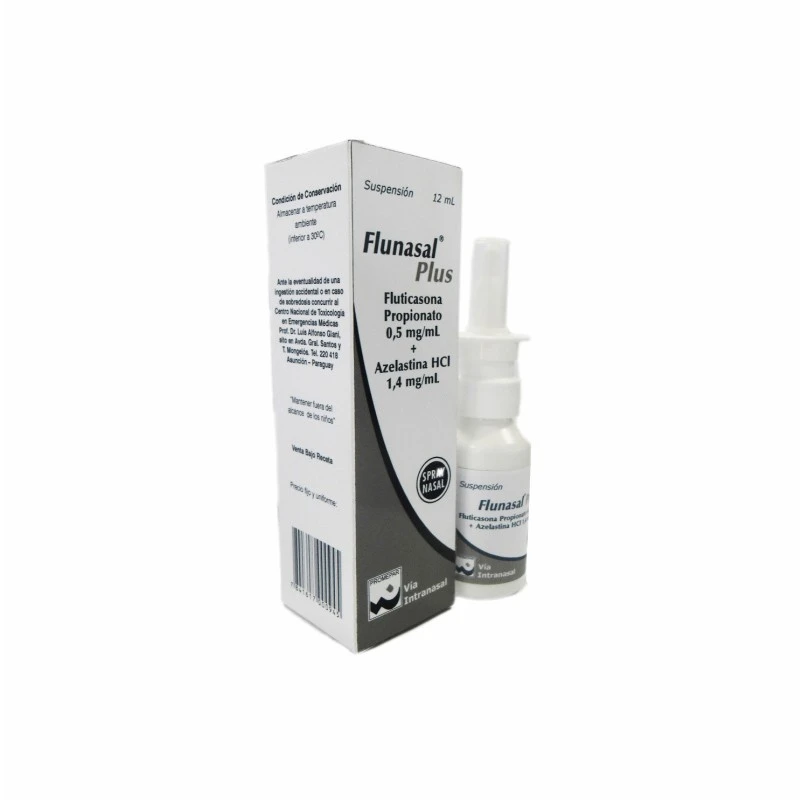 Condición de Conservación
Almacenar a temperatura
ambiente
(inferior a 30ºC)
Ante la eventualidad de una
ingestión accidental o en caso
de sobredosis concurrir al
Centro Nacional de Toxicología
en Emergencias Médicas
Prof. Dr. Luis Alfonso Giani,
sito en Avda. Gral. Santos y
T. Mongelos. Tel. 220 418
Asunción - Paraguay
"Mantener fuera del
alcance de los niños"
Venta Bajo Receta
Precio fijo y uniforme:
Suspensión
12 mL
Flunasal®
Plus
Fluticasona
Propionato
0,5 mg/mL
+
Azelastina HCl
1,4 mg/mL
SPRAY
NASAL
Vía
Intranasal
Suspensión
Flunasal
Fluticasona Propionato
+ Azelastina HCl
Vía
Intranasal